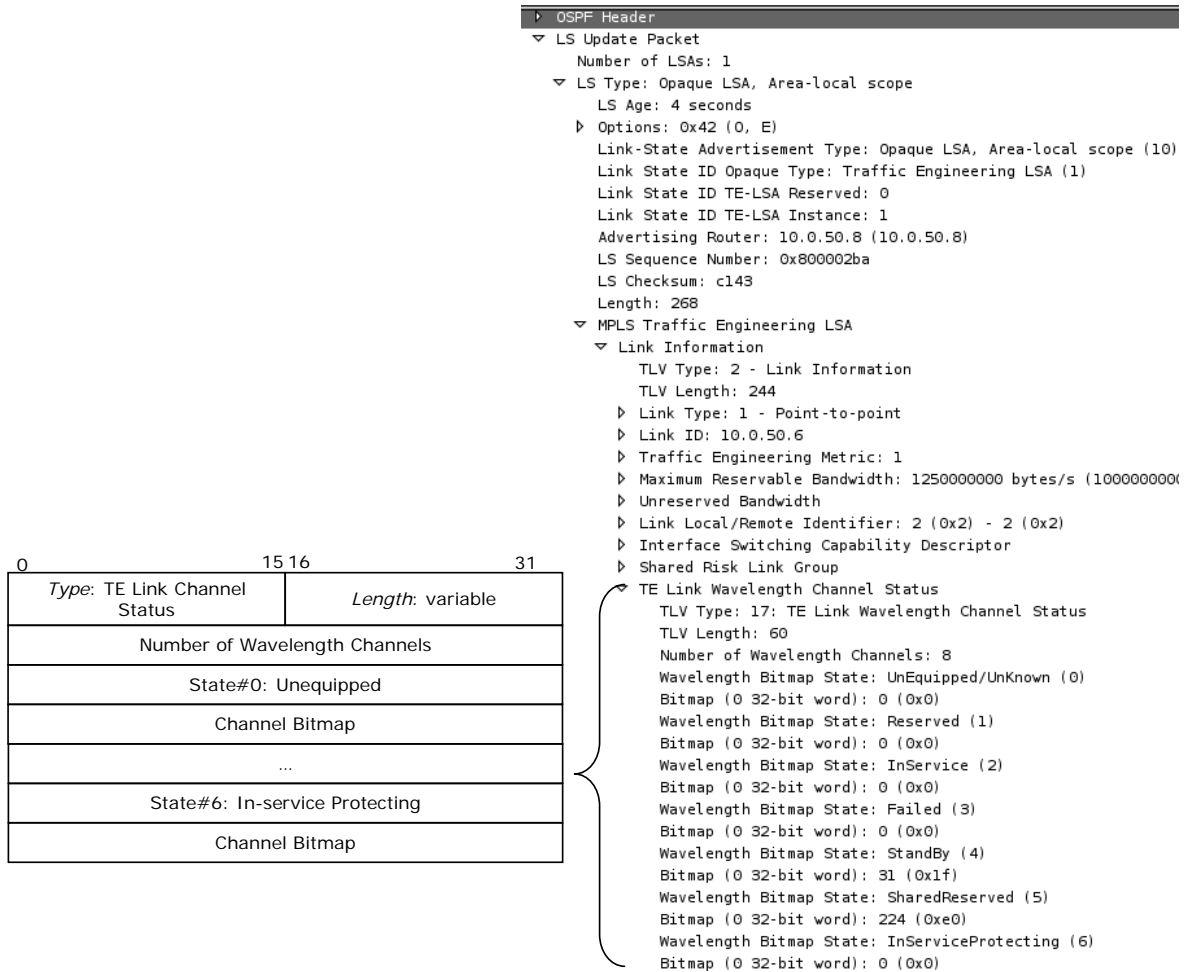 OSPF Header
LS Update Packet
Number of LSAs: 1
LS Type: Opaque LSA, Area-local scope
LS Age: 4 seconds
Options: 0x42 (O, E)
Link-State Advertisement Type: Opaque LSA, Area-local scope (10)
Link State ID Opaque Type: Traffic Engineering LSA (1)
Link State ID TE-LSA Reserved: 0
Link State ID TE-LSA Instance: 1
Advertising Router: 10.0.50.8 (10.0.50.8)
LS Sequence Number: 0x800002ba
LS Checksum: c143
Length: 268
MPLS Traffic Engineering LSA
Link Information
TLV Type: 2 - Link Information
TLV Length: 244
Link Type: 1 - Point-to-point
Link ID: 10.0.50.6
Traffic Engineering Metric: 1
Maximum Reservable Bandwidth: 1250000000 bytes/s (1000000000
Unreserved Bandwidth
Link Local/Remote Identifier: 2 (0x2) - 2 (0x2)
Interface Switching Capability Descriptor
Shared Risk Link Group
TE Link Wavelength Channel Status
TLV Type: 17: TE Link Wavelength Channel Status
TLV Length: 60
Number of Wavelength Channels: 8
Wavelength Bitmap State: UnEquipped/UnKnown (0)
Bitmap (0 32-bit word): 0 (0x0)
Wavelength Bitmap State: Reserved (1)
Bitmap (0 32-bit word): 0 (0x0)
Wavelength Bitmap State: InService (2)
Bitmap (0 32-bit word): 0 (0x0)
Wavelength Bitmap State: Failed (3)
Bitmap (0 32-bit word): 0 (0x0)
Wavelength Bitmap State: StandBy (4)
Bitmap (0 32-bit word): 31 (0x1f)
Wavelength Bitmap State: SharedReserved (5)
Bitmap (0 32-bit word): 224 (0xe0)
Wavelength Bitmap State: InServiceProtecting (6)
Bitmap (0 32-bit word): 0 (0x0)
0 15 16 31
Type: TE Link Channel
Status
Length: variable
Number of Wavelength Channels
State#0: Unequipped
Channel Bitmap
...
State#6: In-service Protecting
Channel Bitmap